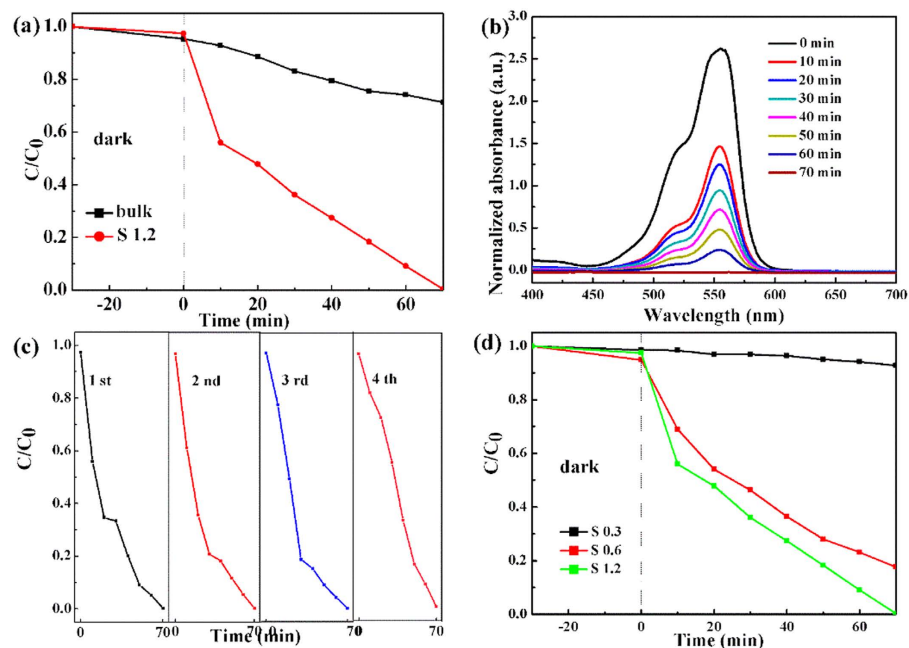 (a)
1.0
0.8
0.6
0.4
0.2
0.0
C/C0
dark
bulk
S 1.2
-20
0
20
40
60
Time (min)
(b)
3.0
2.5
2.0
1.5
1.0
0.5
0.0
Normalized absorbance (a.u.)
0 min
10 min
20 min
30 min
40 min
50 min
60 min
70 min
400
450
500
550
600
650
700
Wavelength (nm)
(c)
1.0
0.8
0.6
0.4
0.2
0.0
C/C0
1 st
2 nd
3 rd
4 th
0
70
0
70
0
70
0
70
Time (min)
Time (min)
(d)
1.0
0.8
0.6
0.4
0.2
0.0
C/C0
dark
S 0.3
S 0.6
S 1.2
-20
0
20
40
60
Time (min)